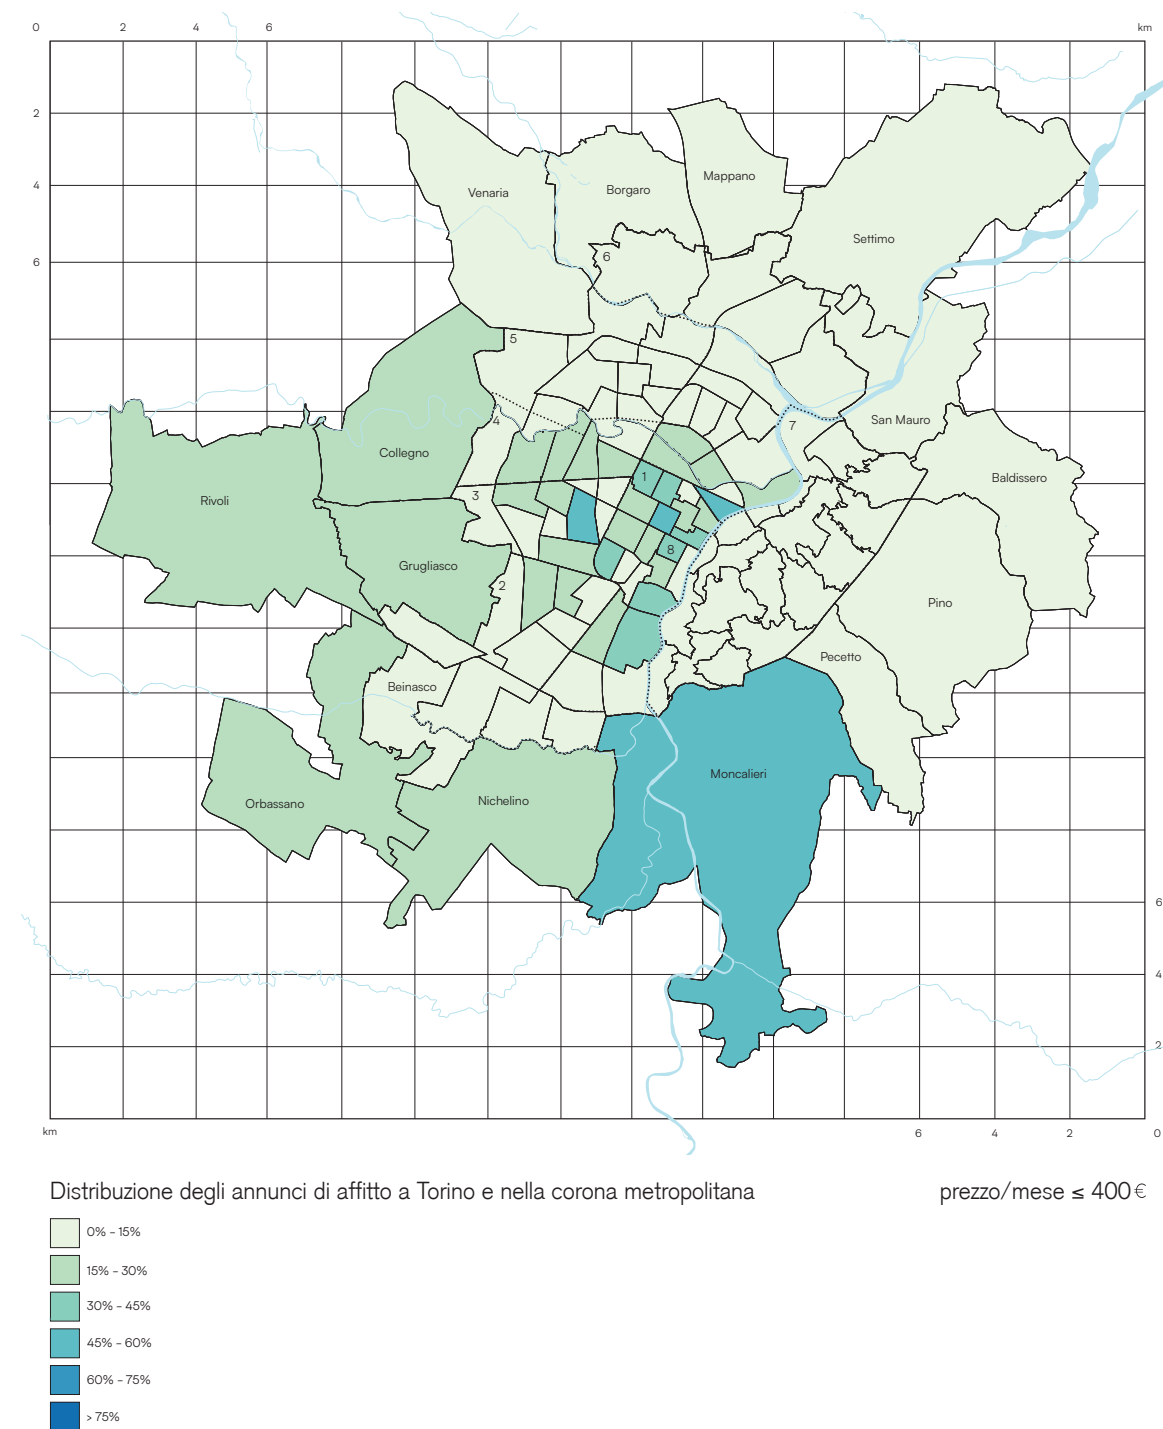 0 2 4 6 km
2
4
6
Venaria
Borgaro
Mappano
Settimo
6
5
4
San Mauro
7
Collegno
Baldissero
Rivoli
1
3
8
Grugliasco
2
Pino
Pecetto
Beinasco
Moncalieri
Nichelino
Orbassano
6
4
2
km 6 4 2 0
Distribuzione degli annunci di affitto a Torino e nella corona metropolitana prezzo/mese ≤ 400 €
0% - 15%
15% - 30%
30% - 45%
45% - 60%
60% - 75%
> 75%